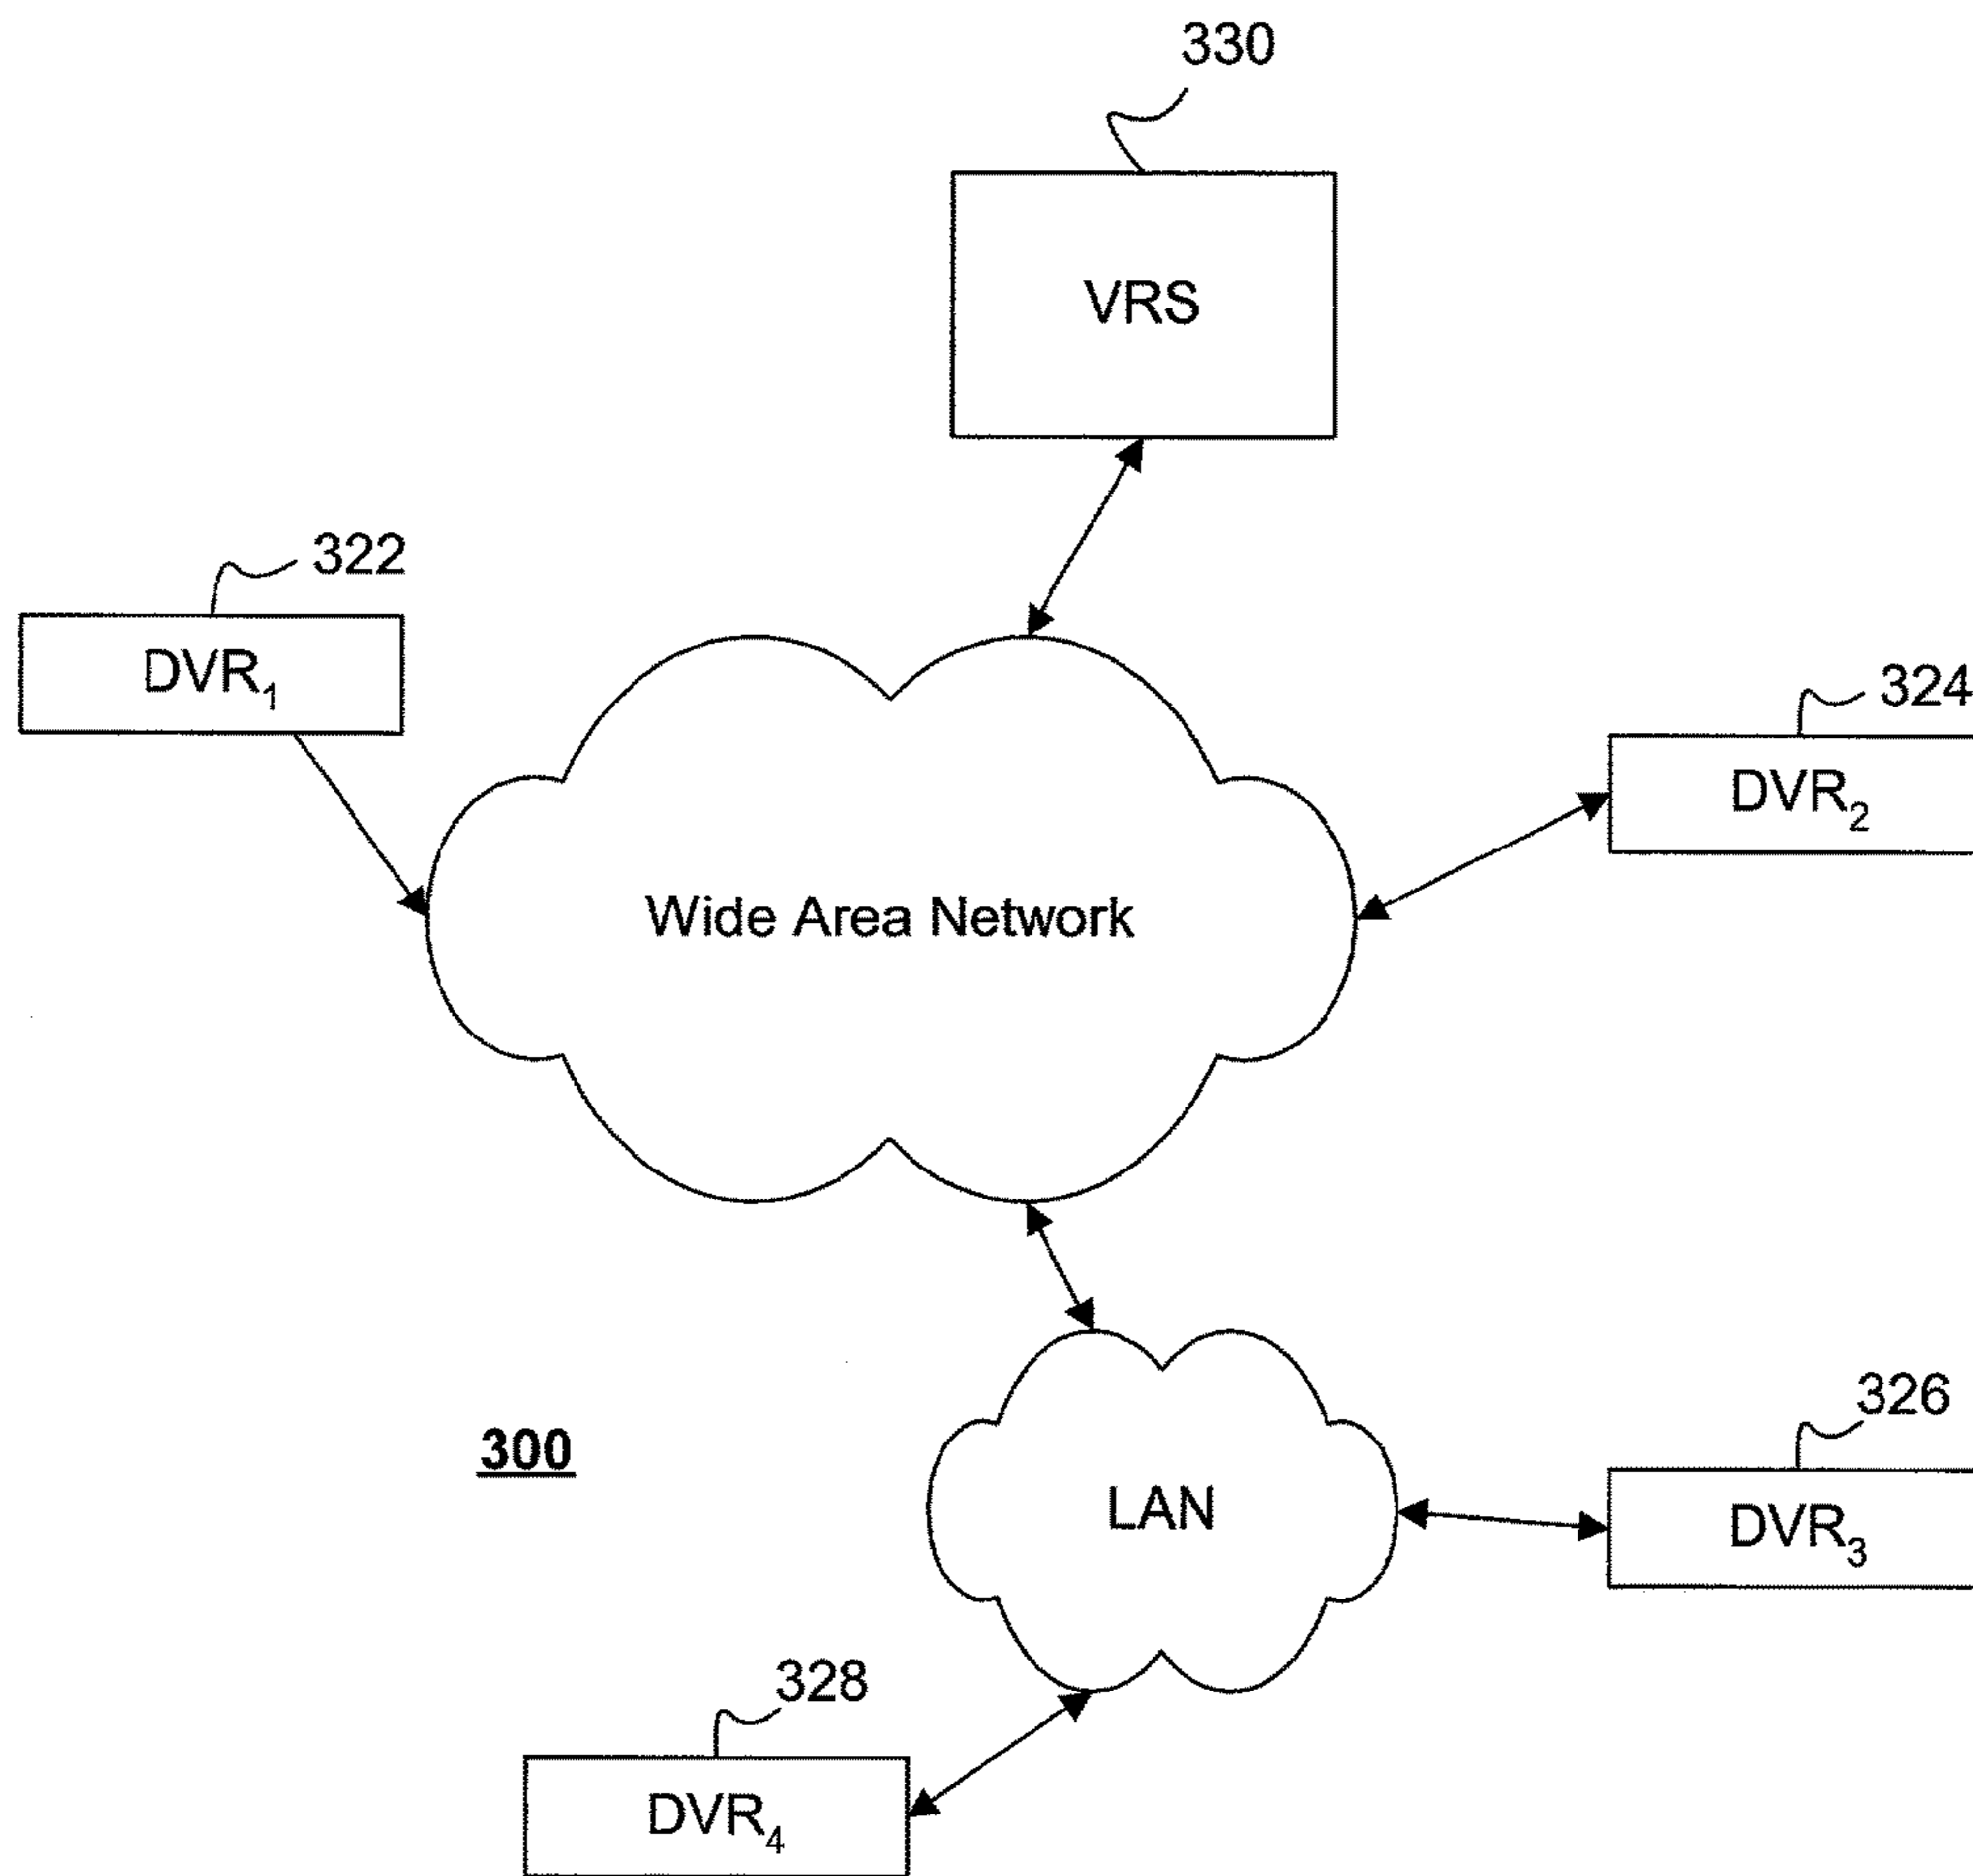 330
VRS
322
DVR₁
324
DVR₂
Wide Area Network
326
300
LAN
DVR₃
328
DVR₄